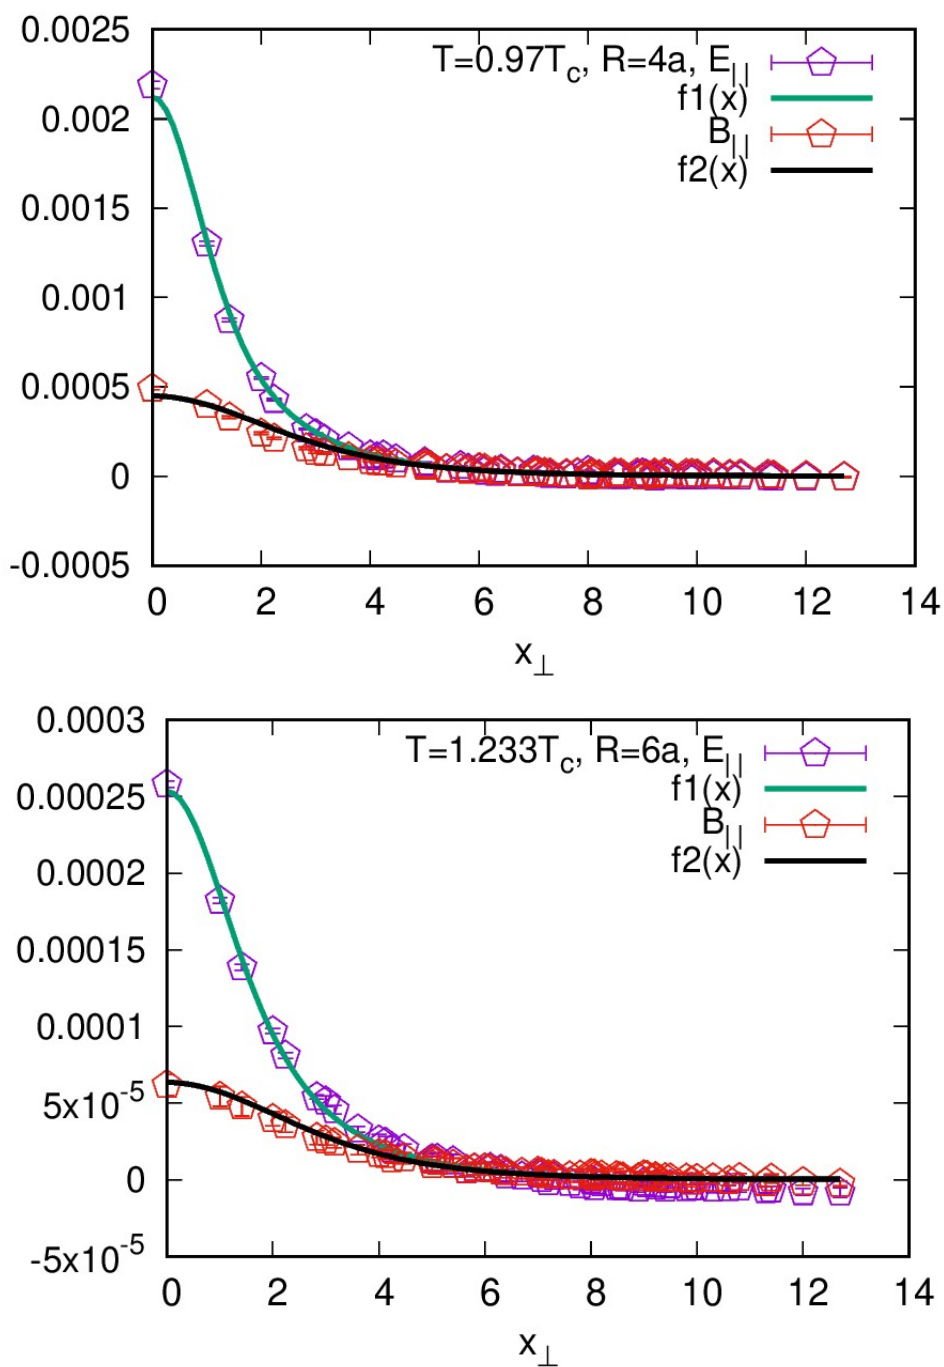 0.0025
0.002
0.0015
0.001
0.0005
0
-0.0005
T=0.97T_c, R=4a, E_||
f1(x)
B_||
f2(x)
0 2 4 6 8 10 12 14
x_⊥
0.0003
0.00025
0.0002
0.00015
0.0001
5x10^-5
0
-5x10^-5
T=1.233T_c, R=6a, E_||
f1(x)
B_||
f2(x)
0 2 4 6 8 10 12 14
x_⊥